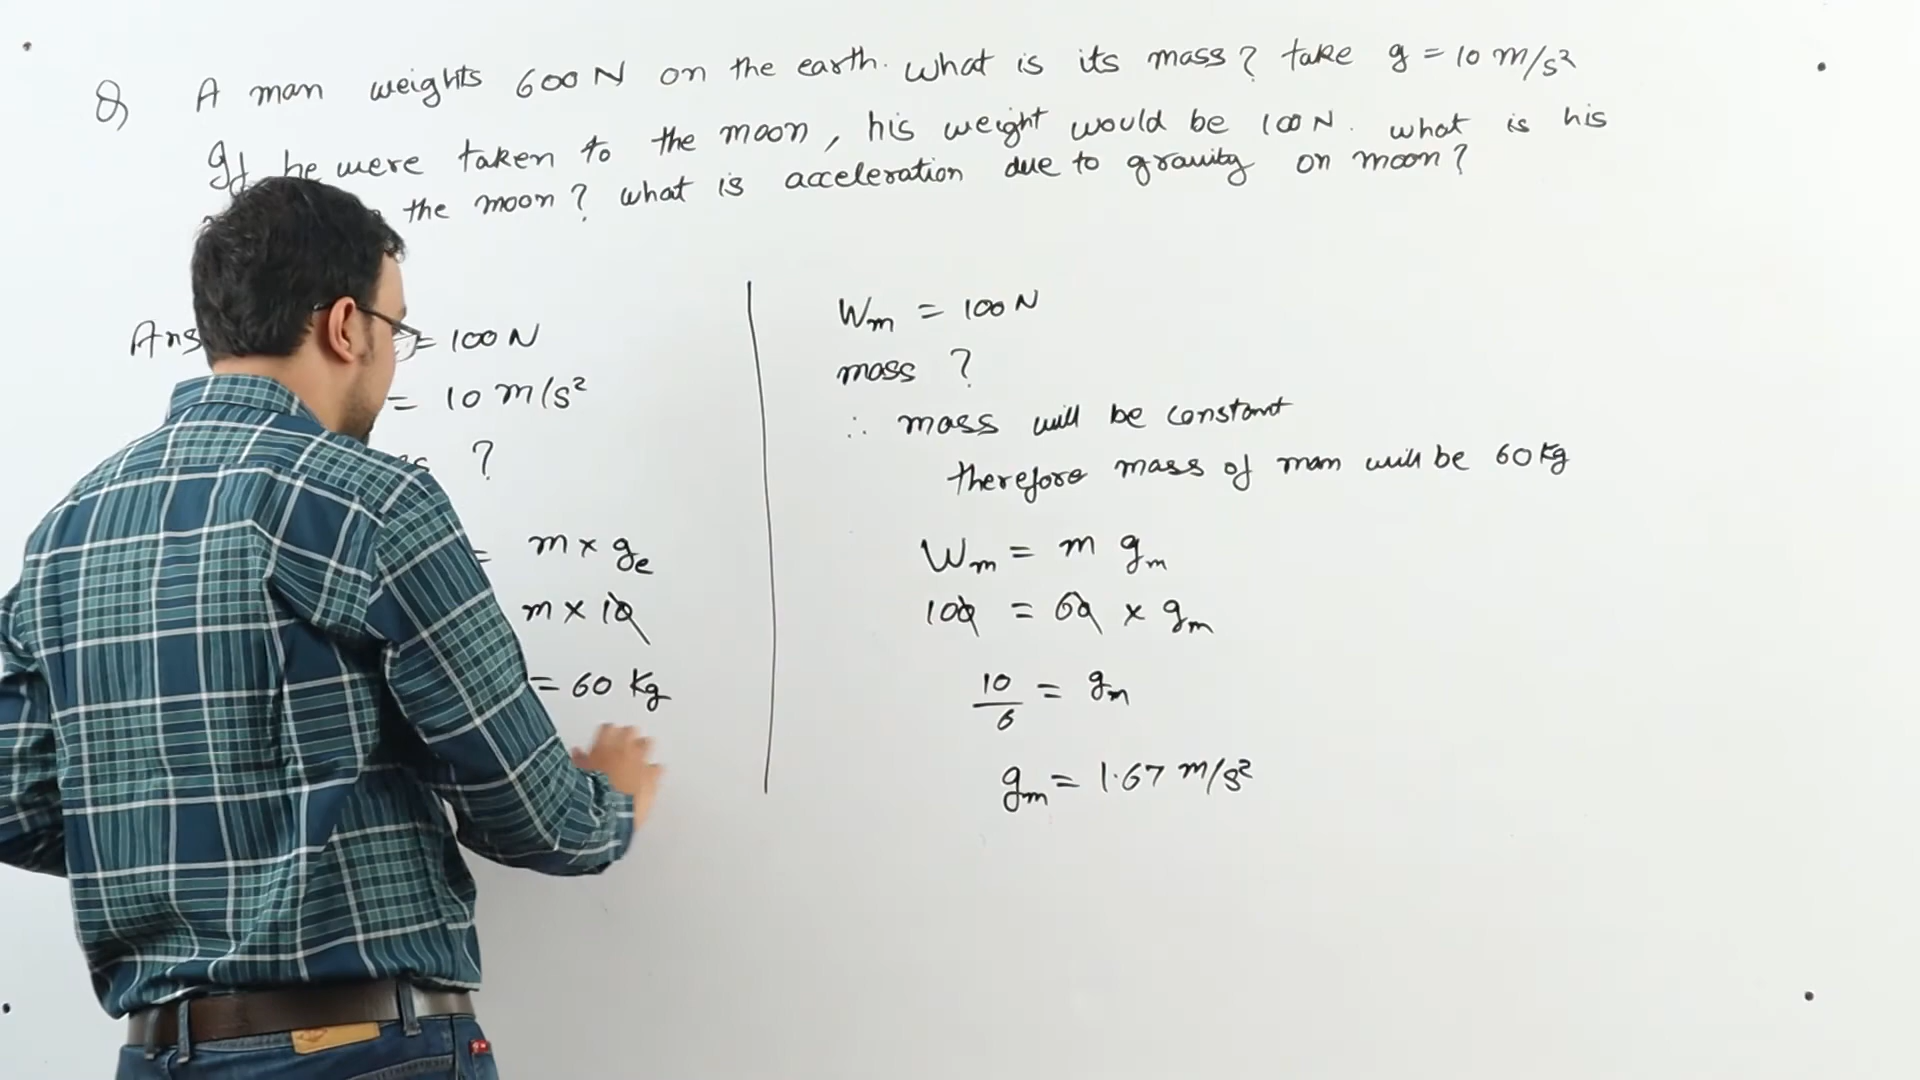 Q A man weights 600 N on the earth. What is its mass? take g = 10 m/s²
If he were taken to the moon, his weight would be 100 N. what is his
the moon? what is acceleration due to gravity on moon?
Ans = 100 N
= 10 m/s²
?
= m × ge
m × 10
= 60 Kg
Wm = 100 N
mass ?
∴ mass will be constant
therefore mass of man will be 60 kg
Wm = m gm
100 = 60 × gm
10/6 = gm
gm = 1.67 m/s²